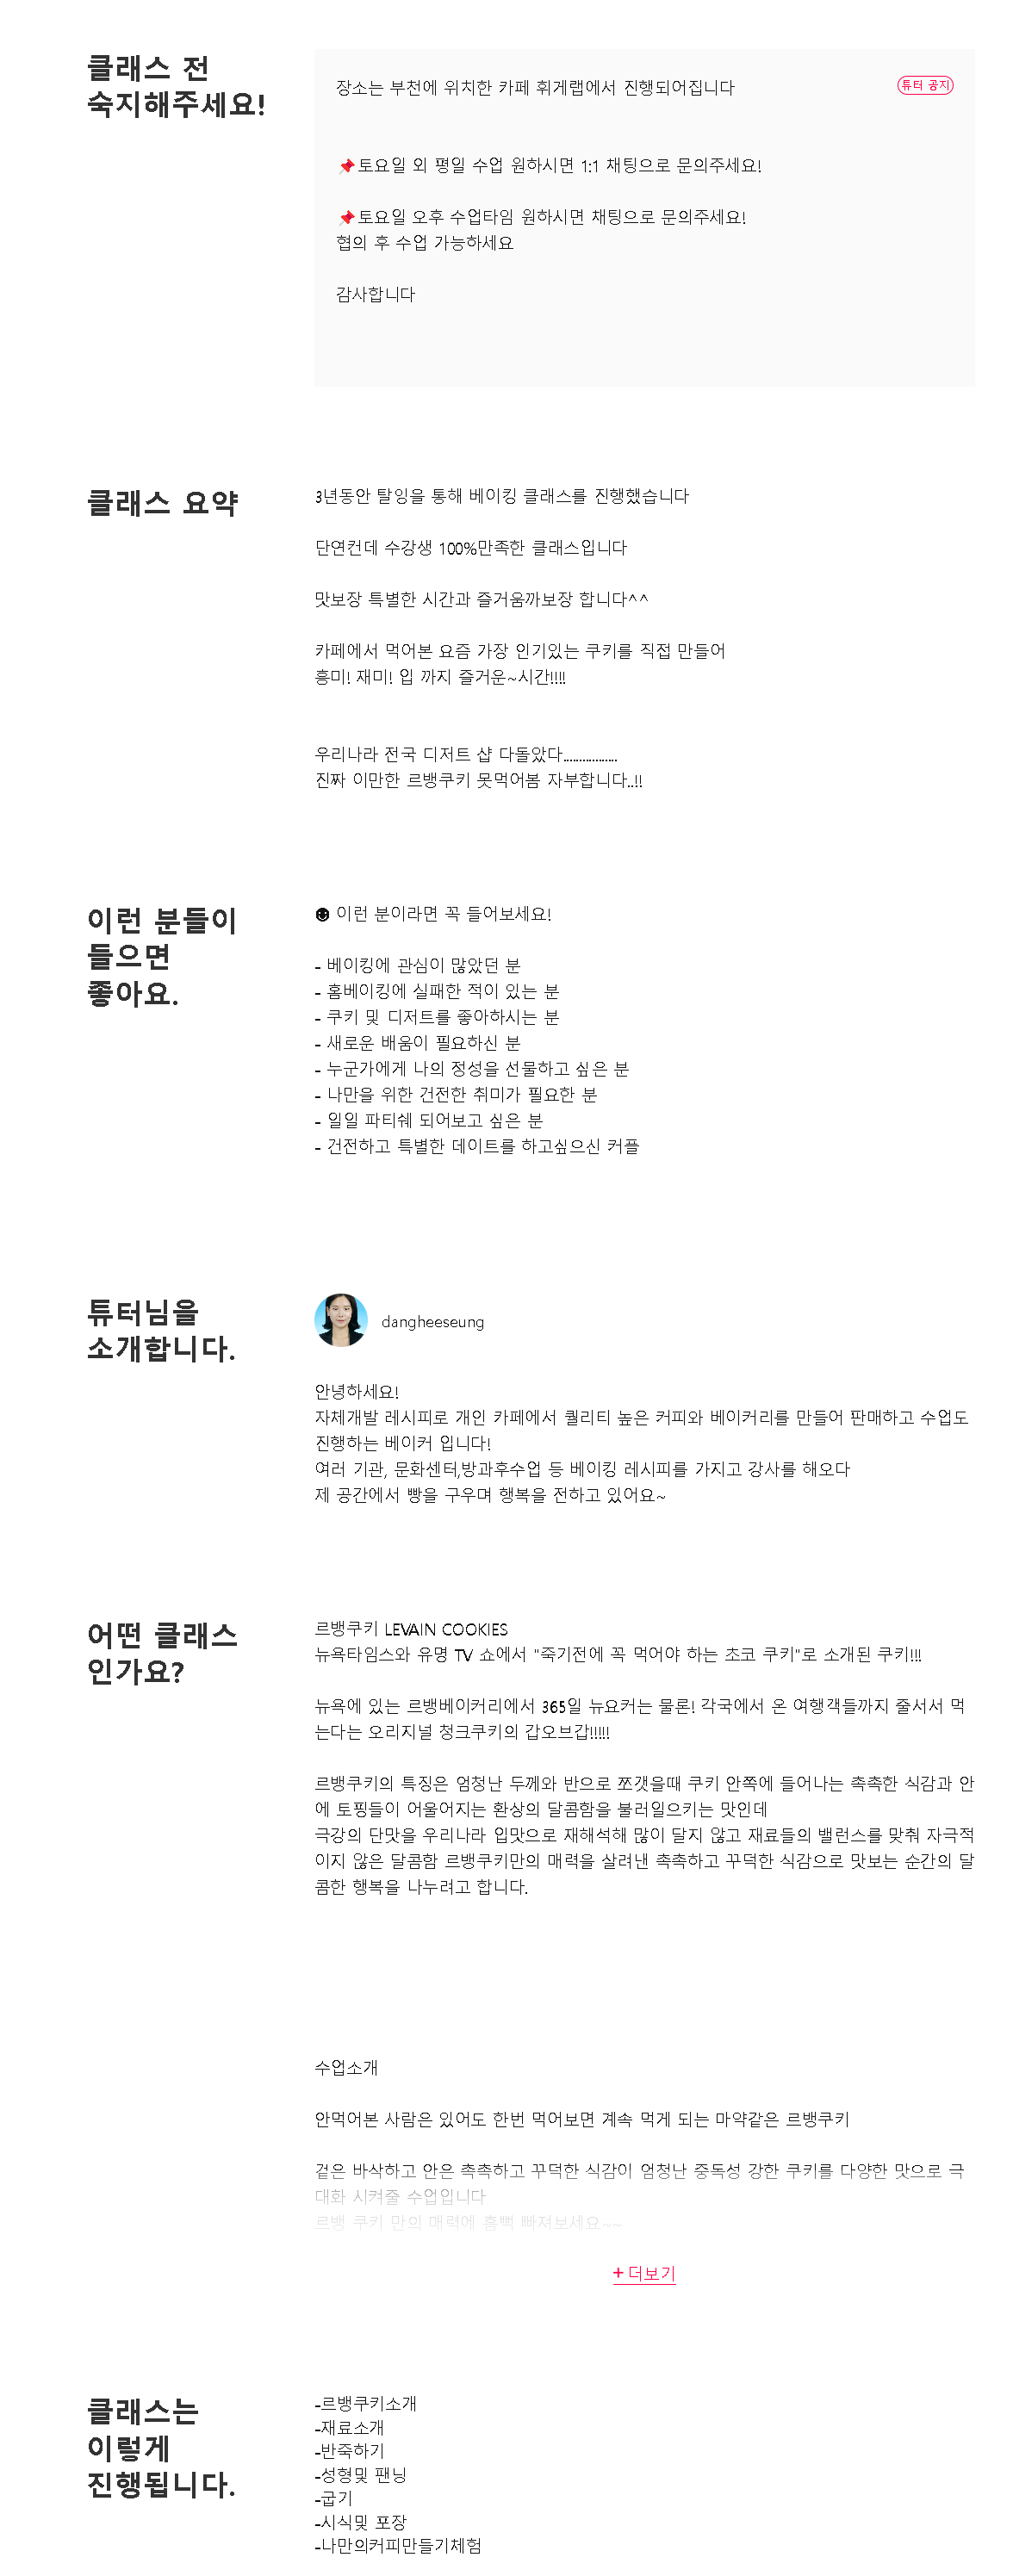 클래스 전
숙지해주세요!
장소는 부천에 위치한 카페 휘게랩에서 진행되어집니다
튜터 공지
📌토요일 외 평일 수업 원하시면 1:1 채팅으로 문의주세요!
📌토요일 오후 수업타임 원하시면 채팅으로 문의주세요!
협의 후 수업 가능하세요
감사합니다
클래스 요약
3년동안 탈잉을 통해 베이킹 클래스를 진행했습니다
단연컨데 수강생 100%만족한 클래스입니다
맛보장 특별한 시간과 즐거움까보장 합니다^^
카페에서 먹어본 요즘 가장 인기있는 쿠키를 직접 만들어
흥미! 재미! 입 까지 즐거운~시간!!!!
우리나라 전국 디저트 샵 다돌았다.................
진짜 이만한 르뱅쿠키 못먹어봄 자부합니다..!!
이런 분들이
들으면
좋아요.
☻ 이런 분이라면 꼭 들어보세요!
- 베이킹에 관심이 많았던 분
- 홈베이킹에 실패한 적이 있는 분
- 쿠키 및 디저트를 좋아하시는 분
- 새로운 배움이 필요하신 분
- 누군가에게 나의 정성을 선물하고 싶은 분
- 나만을 위한 건전한 취미가 필요한 분
- 일일 파티쉐 되어보고 싶은 분
- 건전하고 특별한 데이트를 하고싶으신 커플
튜터님을
소개합니다.
dangheeseung
안녕하세요!
자체개발 레시피로 개인 카페에서 퀄리티 높은 커피와 베이커리를 만들어 판매하고 수업도
진행하는 베이커 입니다!
여러 기관, 문화센터,방과후수업 등 베이킹 레시피를 가지고 강사를 해오다
제 공간에서 빵을 구우며 행복을 전하고 있어요~
어떤 클래스
인가요?
르뱅쿠키 LEVAIN COOKIES
뉴욕타임스와 유명 TV 쇼에서 "죽기전에 꼭 먹어야 하는 초코 쿠키"로 소개된 쿠키!!!
뉴욕에 있는 르뱅베이커리에서 365일 뉴요커는 물론! 각국에서 온 여행객들까지 줄서서 먹
는다는 오리지널 청크쿠키의 갑오브갑!!!!!
르뱅쿠키의 특징은 엄청난 두께와 반으로 쪼갯을때 쿠키 안쪽에 들어나는 촉촉한 식감과 안
에 토핑들이 어울어지는 환상의 달콤함을 불러일으키는 맛인데
극강의 단맛을 우리나라 입맛으로 재해석해 많이 달지 않고 재료들의 밸런스를 맞춰 자극적
이지 않은 달콤함 르뱅쿠키만의 매력을 살려낸 촉촉하고 꾸덕한 식감으로 맛보는 순간의 달
콤한 행복을 나누려고 합니다.
수업소개
안먹어본 사람은 있어도 한번 먹어보면 계속 먹게 되는 마약같은 르뱅쿠키
겉은 바삭하고 안은 촉촉하고 꾸덕한 식감이 엄청난 중독성 강한 쿠키를 다양한 맛으로 극
대화 시켜줄 수업입니다
르뱅 쿠키 만의 매력에 흠뻑 빠져보세요~~
+ 더보기
클래스는
이렇게
진행됩니다.
-르뱅쿠키소개
-재료소개
-반죽하기
-성형및 팬닝
-굽기
-시식및 포장
-나만의커피만들기체험